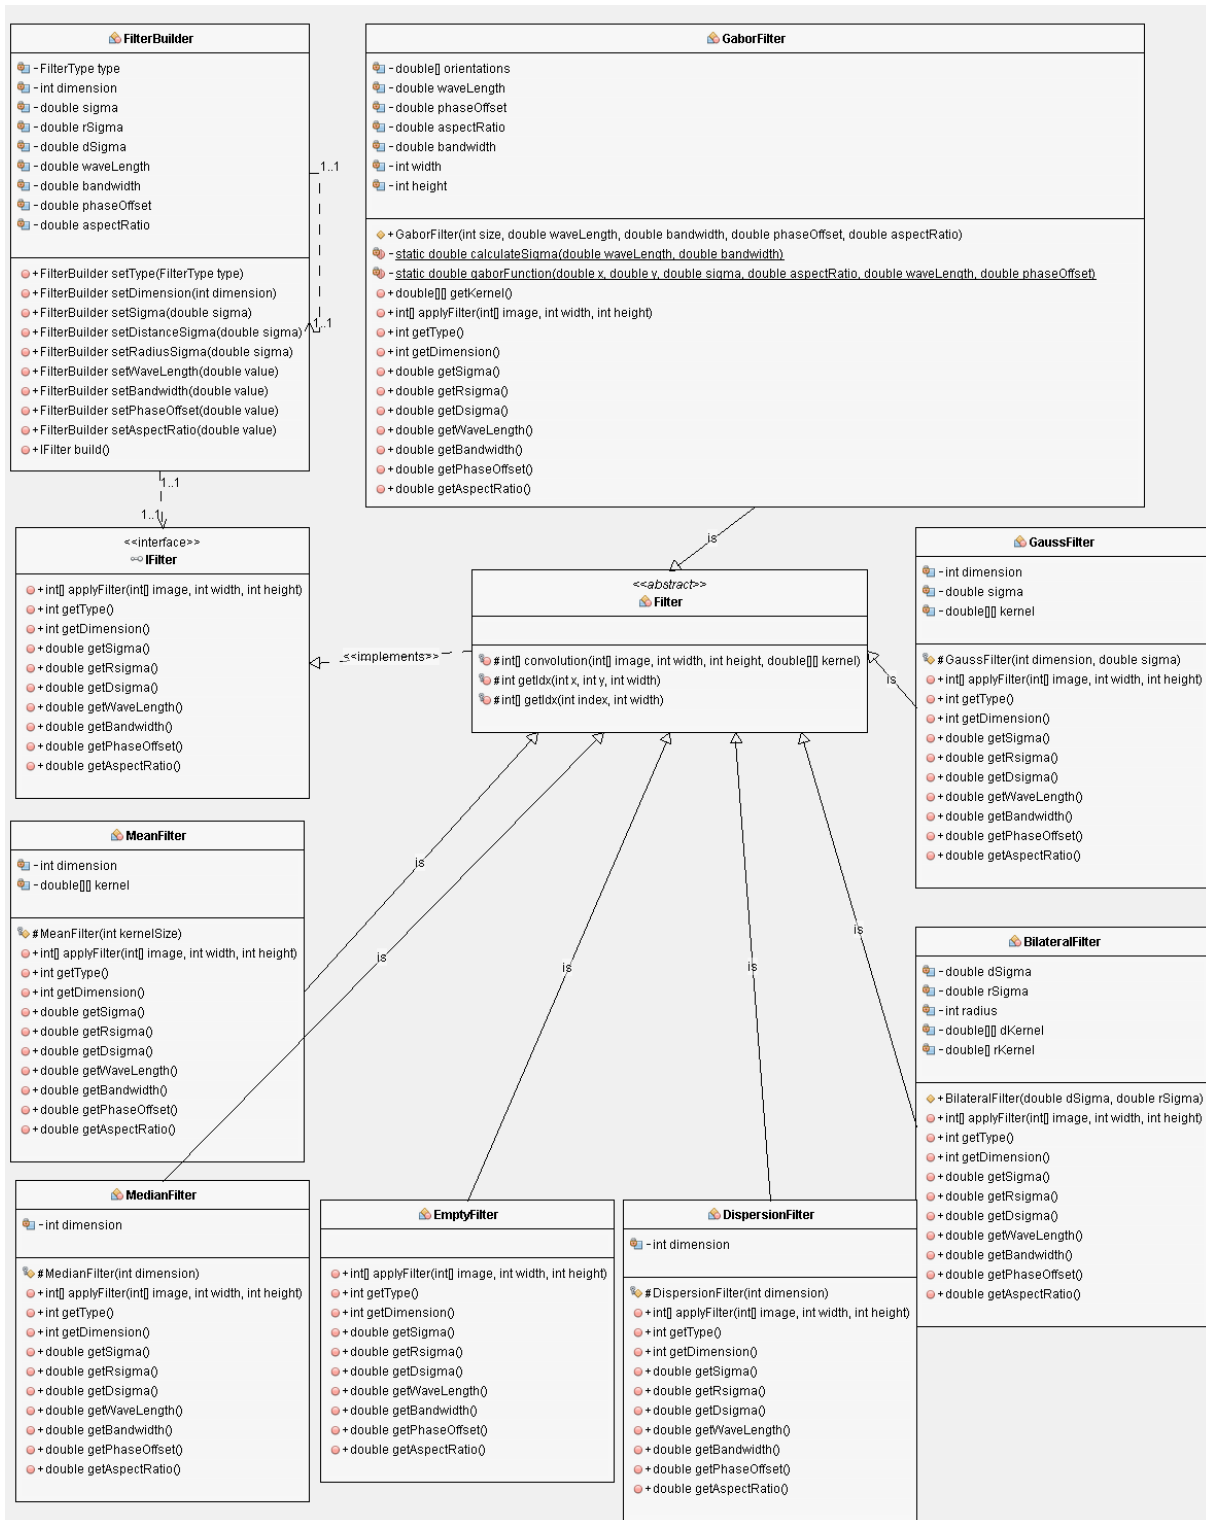 FilterBuilder
- FilterType type
- int dimension
- double sigma
- double rSigma
- double dSigma
- double waveLength
- double bandwidth
- double phaseOffset
- double aspectRatio
+ FilterBuilder setType(FilterType type)
+ FilterBuilder setDimension(int dimension)
+ FilterBuilder setSigma(double sigma)
+ FilterBuilder setDistanceSigma(double sigma)
+ FilterBuilder setRadiusSigma(double sigma)
+ FilterBuilder setWaveLength(double value)
+ FilterBuilder setBandwidth(double value)
+ FilterBuilder setPhaseOffset(double value)
+ FilterBuilder setAspectRatio(double value)
+ IFilter build()
1..1
1..1
1..1
1..1
GaborFilter
- double[] orientations
- double waveLength
- double phaseOffset
- double aspectRatio
- double bandwidth
- int width
- int height
+ GaborFilter(int size, double waveLength, double bandwidth, double phaseOffset, double aspectRatio)
- static double calculateSigma(double waveLength, double bandwidth)
- static double gaborFunction(double x, double y, double sigma, double aspectRatio, double waveLength, double phaseOffset)
+ double[][] getKernel()
+ int[] applyFilter(int[] image, int width, int height)
+ int getType()
+ int getDimension()
+ double getSigma()
+ double getRsigma()
+ double getDsigma()
+ double getWaveLength()
+ double getBandwidth()
+ double getPhaseOffset()
+ double getAspectRatio()
is
<<interface>>
IFilter
+ int[] applyFilter(int[] image, int width, int height)
+ int getType()
+ int getDimension()
+ double getSigma()
+ double getRsigma()
+ double getDsigma()
+ double getWaveLength()
+ double getBandwidth()
+ double getPhaseOffset()
+ double getAspectRatio()
<<implements>>
<<abstract>>
Filter
# int[] convolution(int[] image, int width, int height, double[][] kernel)
# int getIdx(int x, int y, int width)
# int[] getIdx(int index, int width)
is
GaussFilter
- int dimension
- double sigma
- double[][] kernel
# GaussFilter(int dimension, double sigma)
+ int[] applyFilter(int[] image, int width, int height)
+ int getType()
+ int getDimension()
+ double getSigma()
+ double getRsigma()
+ double getDsigma()
+ double getWaveLength()
+ double getBandwidth()
+ double getPhaseOffset()
+ double getAspectRatio()
MeanFilter
- int dimension
- double[][] kernel
# MeanFilter(int kernelSize)
+ int[] applyFilter(int[] image, int width, int height)
+ int getType()
+ int getDimension()
+ double getSigma()
+ double getRsigma()
+ double getDsigma()
+ double getWaveLength()
+ double getBandwidth()
+ double getPhaseOffset()
+ double getAspectRatio()
is
is
is
is
is
BilateralFilter
- double dSigma
- double rSigma
- int radius
- double[][] dKernel
- double[] rKernel
+ BilateralFilter(double dSigma, double rSigma)
+ int[] applyFilter(int[] image, int width, int height)
+ int getType()
+ int getDimension()
+ double getSigma()
+ double getRsigma()
+ double getDsigma()
+ double getWaveLength()
+ double getBandwidth()
+ double getPhaseOffset()
+ double getAspectRatio()
MedianFilter
- int dimension
# MedianFilter(int dimension)
+ int[] applyFilter(int[] image, int width, int height)
+ int getType()
+ int getDimension()
+ double getSigma()
+ double getRsigma()
+ double getDsigma()
+ double getWaveLength()
+ double getBandwidth()
+ double getPhaseOffset()
+ double getAspectRatio()
EmptyFilter
+ int[] applyFilter(int[] image, int width, int height)
+ int getType()
+ int getDimension()
+ double getSigma()
+ double getRsigma()
+ double getDsigma()
+ double getWaveLength()
+ double getBandwidth()
+ double getPhaseOffset()
+ double getAspectRatio()
DispersionFilter
- int dimension
# DispersionFilter(int dimension)
+ int[] applyFilter(int[] image, int width, int height)
+ int getType()
+ int getDimension()
+ double getSigma()
+ double getRsigma()
+ double getDsigma()
+ double getWaveLength()
+ double getBandwidth()
+ double getPhaseOffset()
+ double getAspectRatio()